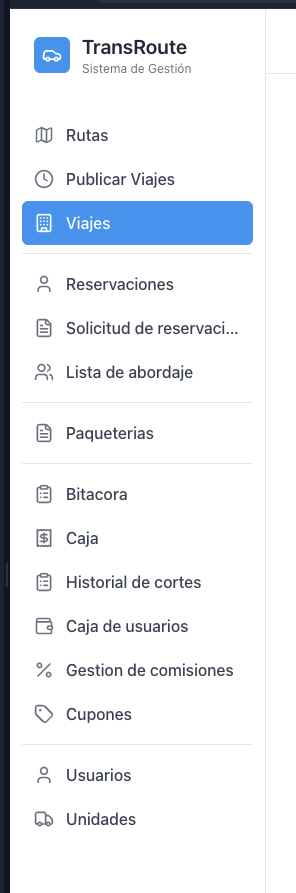 TransRoute
Sistema de Gestión
Rutas
Publicar Viajes
Viajes
Reservaciones
Solicitud de reservaci...
Lista de abordaje
Paqueterias
Bitacora
Caja
Historial de cortes
Caja de usuarios
Gestion de comisiones
Cupones
Usuarios
Unidades